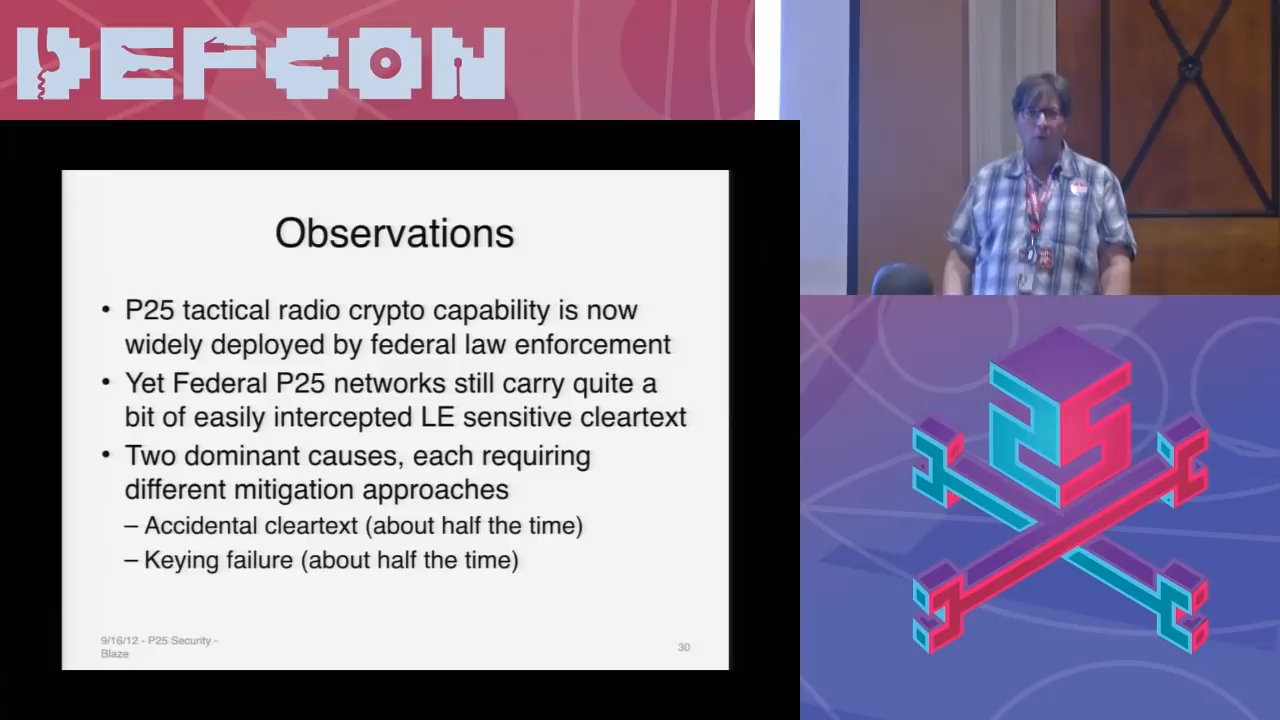 DEFCON
Observations
• P25 tactical radio crypto capability is now
widely deployed by federal law enforcement
• Yet Federal P25 networks still carry quite a
bit of easily intercepted LE sensitive cleartext
• Two dominant causes, each requiring
different mitigation approaches
– Accidental cleartext (about half the time)
– Keying failure (about half the time)
9/16/12 - P25 Security -
Blaze
30
25